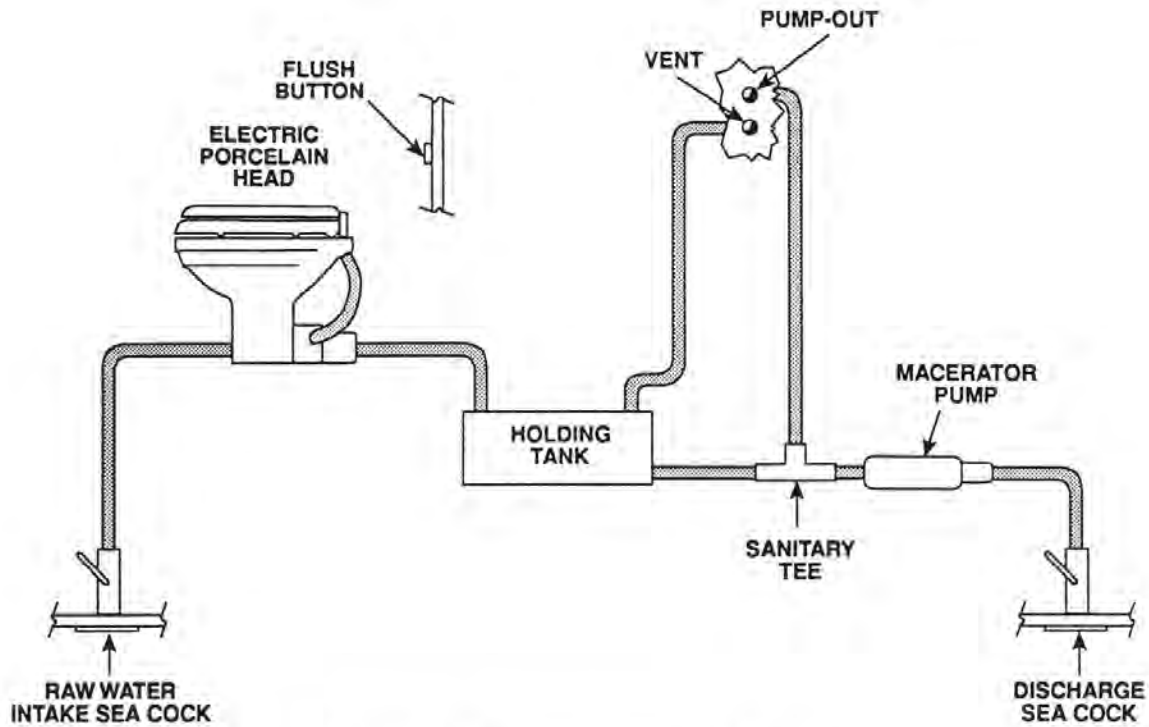 PUMP-OUT
VENT
FLUSH
BUTTON
ELECTRIC
PORCELAIN
HEAD
MACERATOR
PUMP
HOLDING
TANK
SANITARY
TEE
RAW WATER
INTAKE SEA COCK
DISCHARGE
SEA COCK